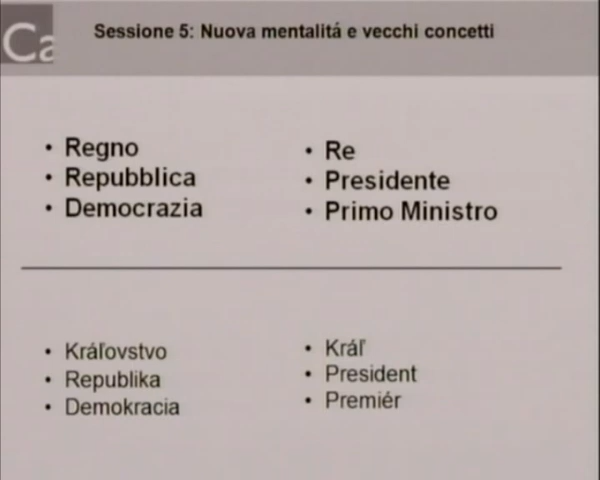 Ca
Sessione 5: Nuova mentalitá e vecchi concetti
• Regno
• Repubblica
• Democrazia
• Re
• Presidente
• Primo Ministro
• Kráľovstvo
• Republika
• Demokracia
• Kráľ
• President
• Premiér